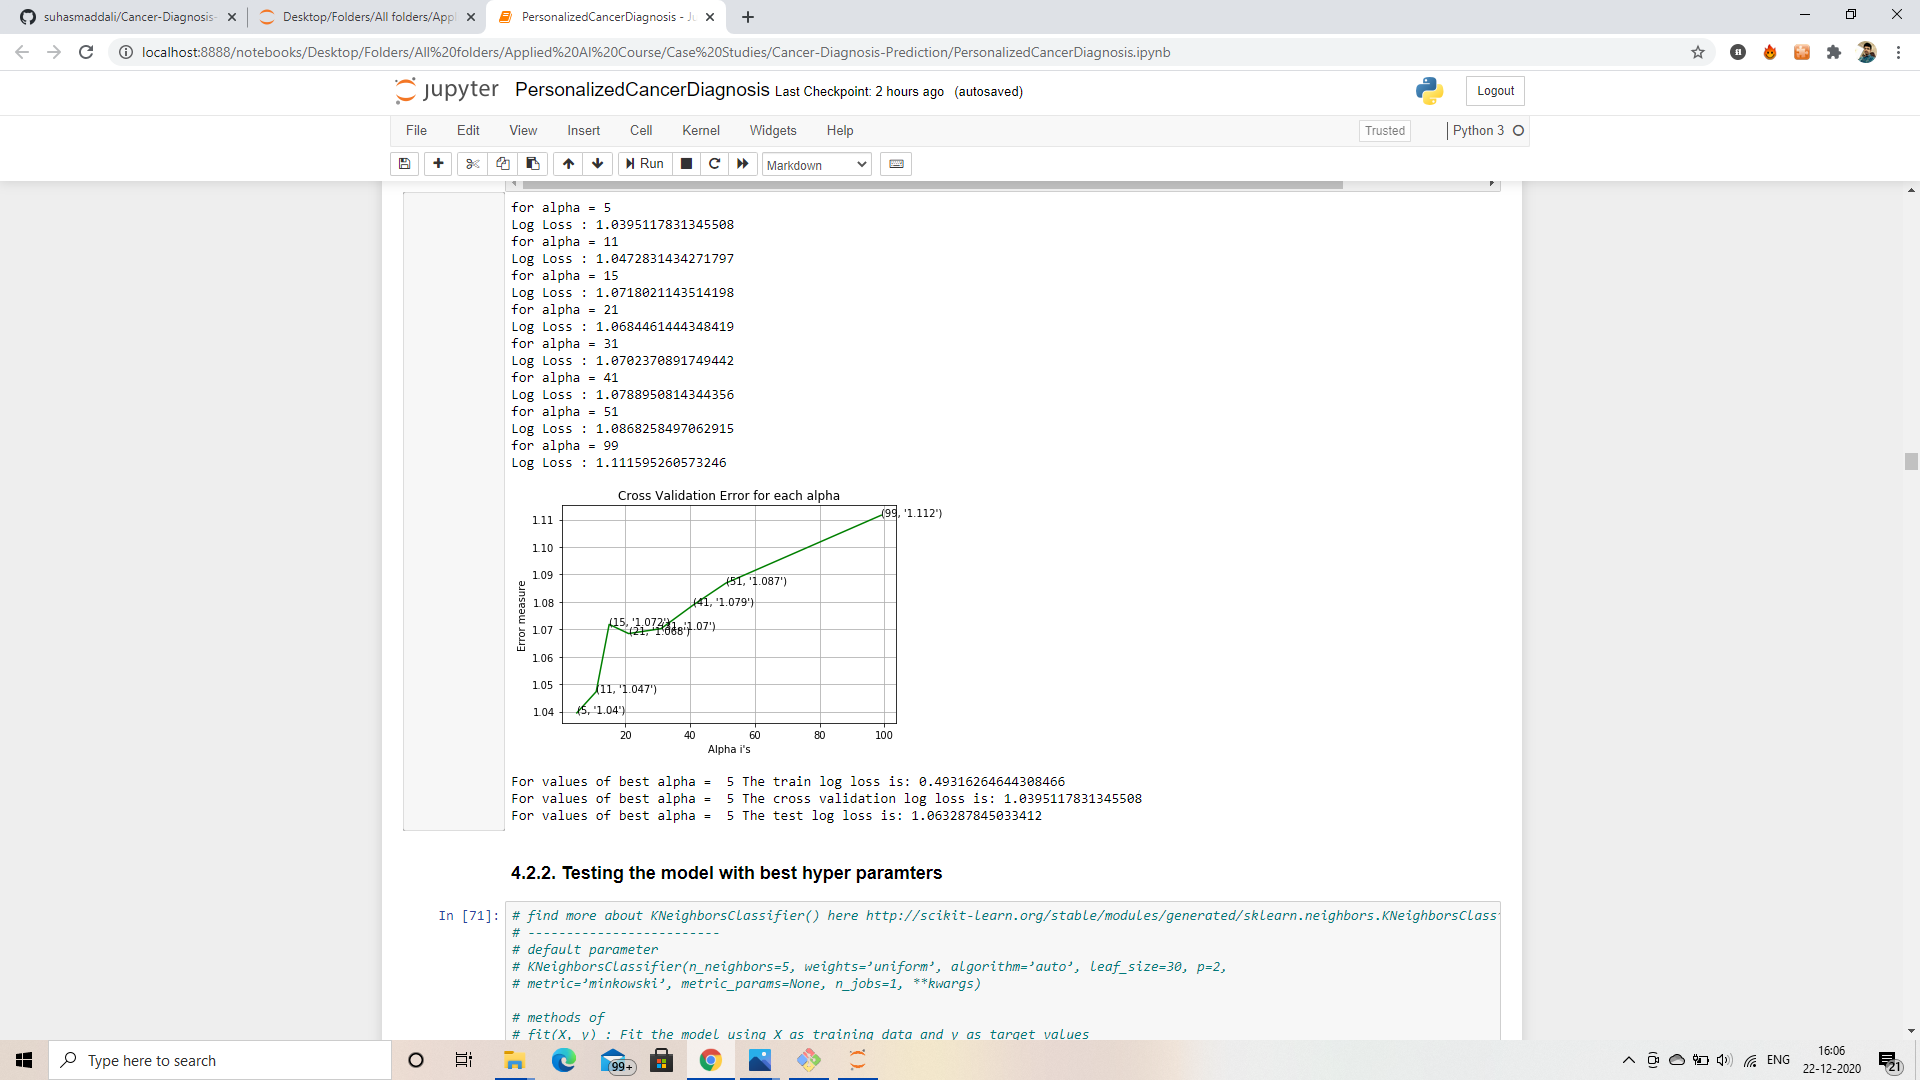 suhasmaddali/Cancer-Diagnosis-
Desktop/Folders/All folders/Appl
PersonalizedCancerDiagnosis - Ju
localhost:8888/notebooks/Desktop/Folders/All%20folders/Applied%20AI%20Course/Case%20Studies/Cancer-Diagnosis-Prediction/PersonalizedCancerDiagnosis.ipynb
jupyter PersonalizedCancerDiagnosis Last Checkpoint: 2 hours ago (autosaved)
Logout
File Edit View Insert Cell Kernel Widgets Help
Trusted
Python 3
Run
Markdown
for alpha = 5
Log Loss : 1.0395117831345508
for alpha = 11
Log Loss : 1.0472831434271797
for alpha = 15
Log Loss : 1.0718021143514198
for alpha = 21
Log Loss : 1.0684461444348419
for alpha = 31
Log Loss : 1.0702370891749442
for alpha = 41
Log Loss : 1.0788950814344356
for alpha = 51
Log Loss : 1.0868258497062915
for alpha = 99
Log Loss : 1.111595260573246
Cross Validation Error for each alpha
1.11
1.10
1.09
1.08
1.07
1.06
1.05
1.04
Error measure
(99, '1.112')
(51, '1.087')
(41, '1.079')
(15, '1.072')
(31, '1.07')
(21, '1.068')
(11, '1.047')
(5, '1.04')
20 40 60 80 100
Alpha i's
For values of best alpha =  5 The train log loss is: 0.49316264644308466
For values of best alpha =  5 The cross validation log loss is: 1.0395117831345508
For values of best alpha =  5 The test log loss is: 1.063287845033412
4.2.2. Testing the model with best hyper paramters
In [71]:
# find more about KNeighborsClassifier() here http://scikit-learn.org/stable/modules/generated/sklearn.neighbors.KNeighborsClassi
# -------------------------
# default parameter
# KNeighborsClassifier(n_neighbors=5, weights=’uniform’, algorithm=’auto’, leaf_size=30, p=2,
# metric=’minkowski’, metric_params=None, n_jobs=1, **kwargs)
# methods of
# fit(X, y) : Fit the model using X as training data and y as target values
Type here to search
99+
ENG
16:06
22-12-2020
21